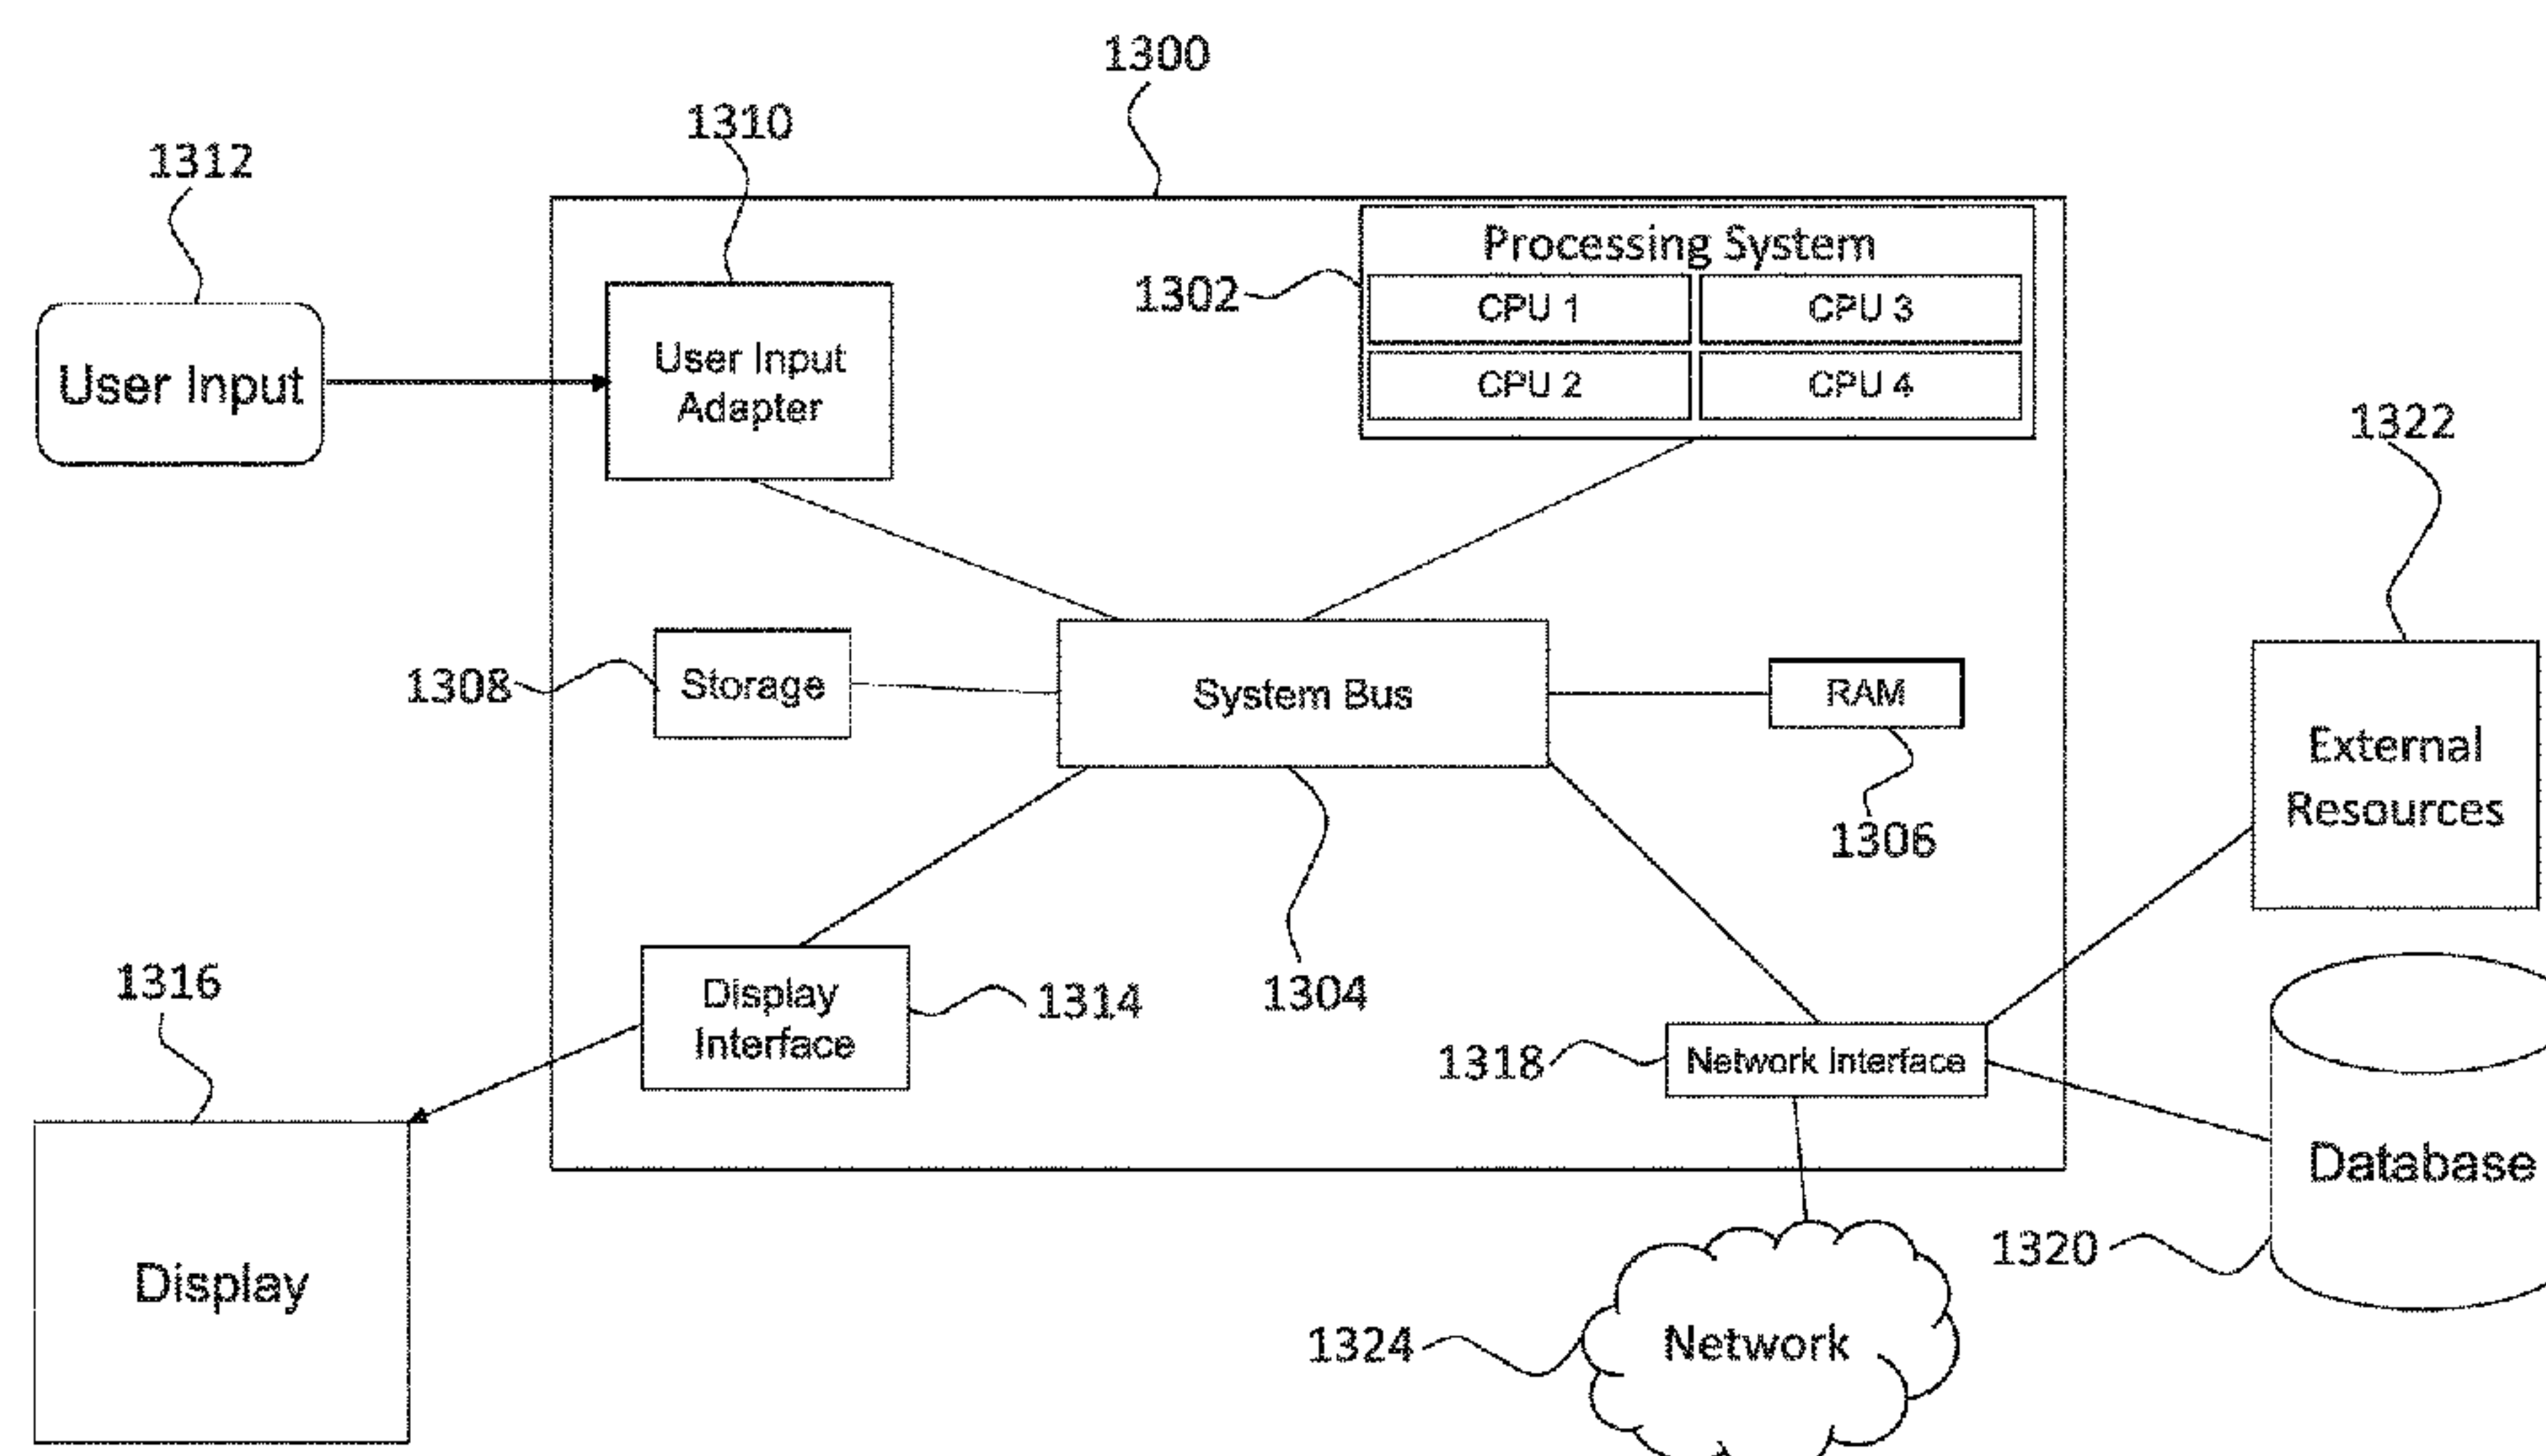 1300
1310
1312
Processing System
1302
CPU 1
CPU 3
User Input
Adapter
User Input
CPU 2
CPU 4
1322
1308
Storage
System Bus
RAM
External
Resources
1306
1316
Display
Interface
1314
1304
1318
Network Interface
Database
1320
Display
1324
Network